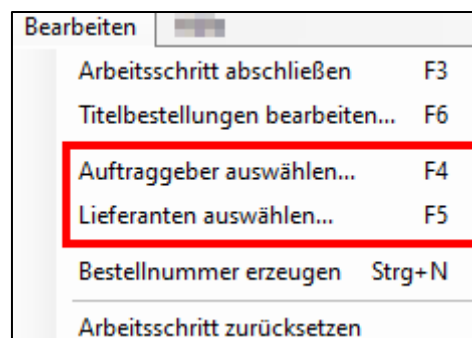 Bearbeiten
Arbeitsschritt abschließen F3
Titelbestellungen bearbeiten... F6
Auftraggeber auswählen... F4
Lieferanten auswählen... F5
Bestellnummer erzeugen Strg+N
Arbeitsschritt zurücksetzen